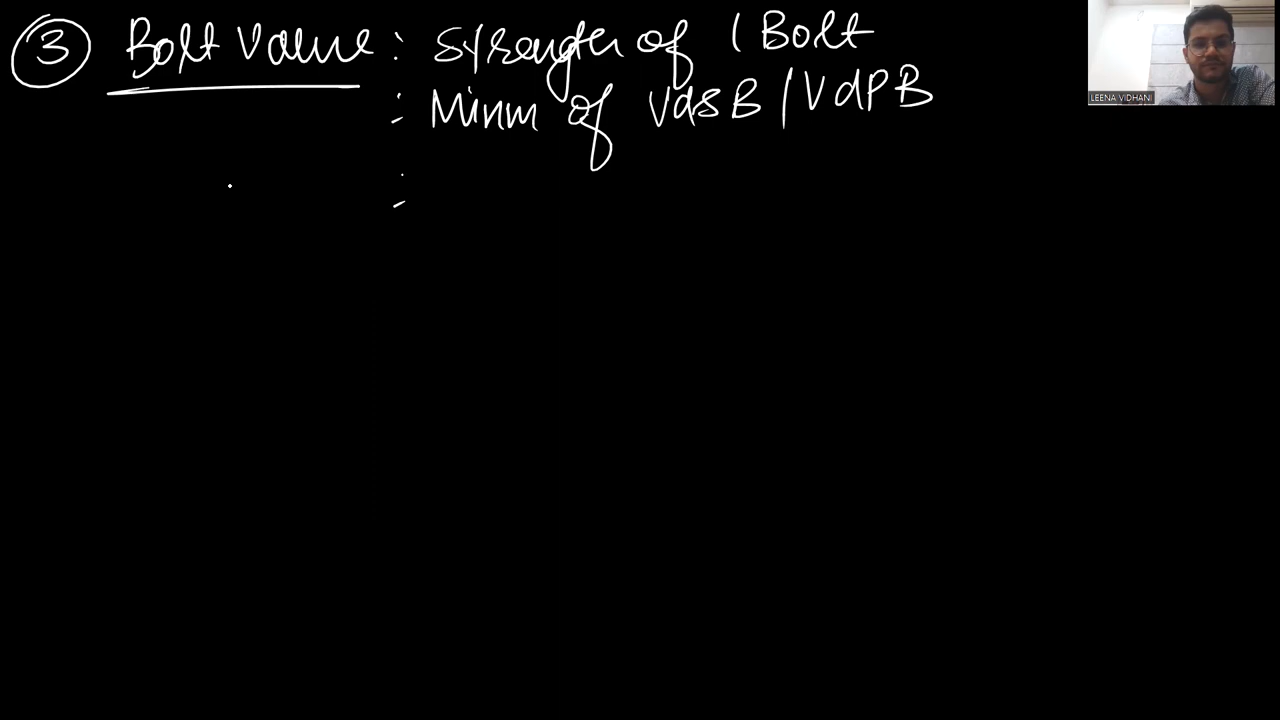 ③ Bolt Value : Strength of 1 Bolt
: Minm of VdsB / VdPB
:
LEENA VIDHANI